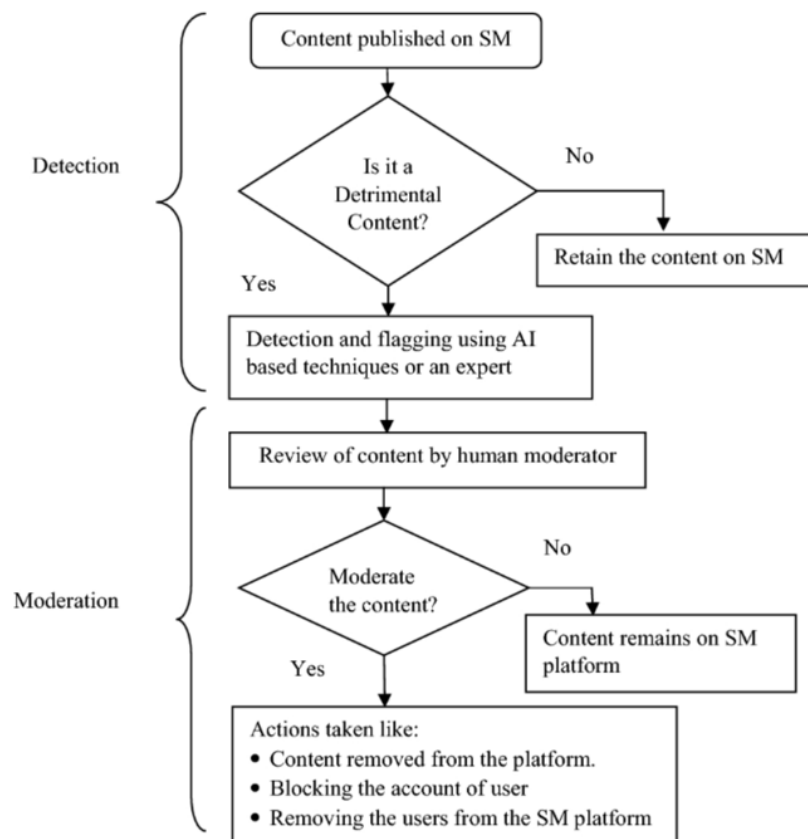 Content published on SM
Detection
Is it a
Detrimental
Content?
No
Retain the content on SM
Yes
Detection and flagging using AI
based techniques or an expert
Review of content by human moderator
Moderation
Moderate
the content?
No
Content remains on SM
platform
Yes
Actions taken like:
• Content removed from the platform.
• Blocking the account of user
• Removing the users from the SM platform